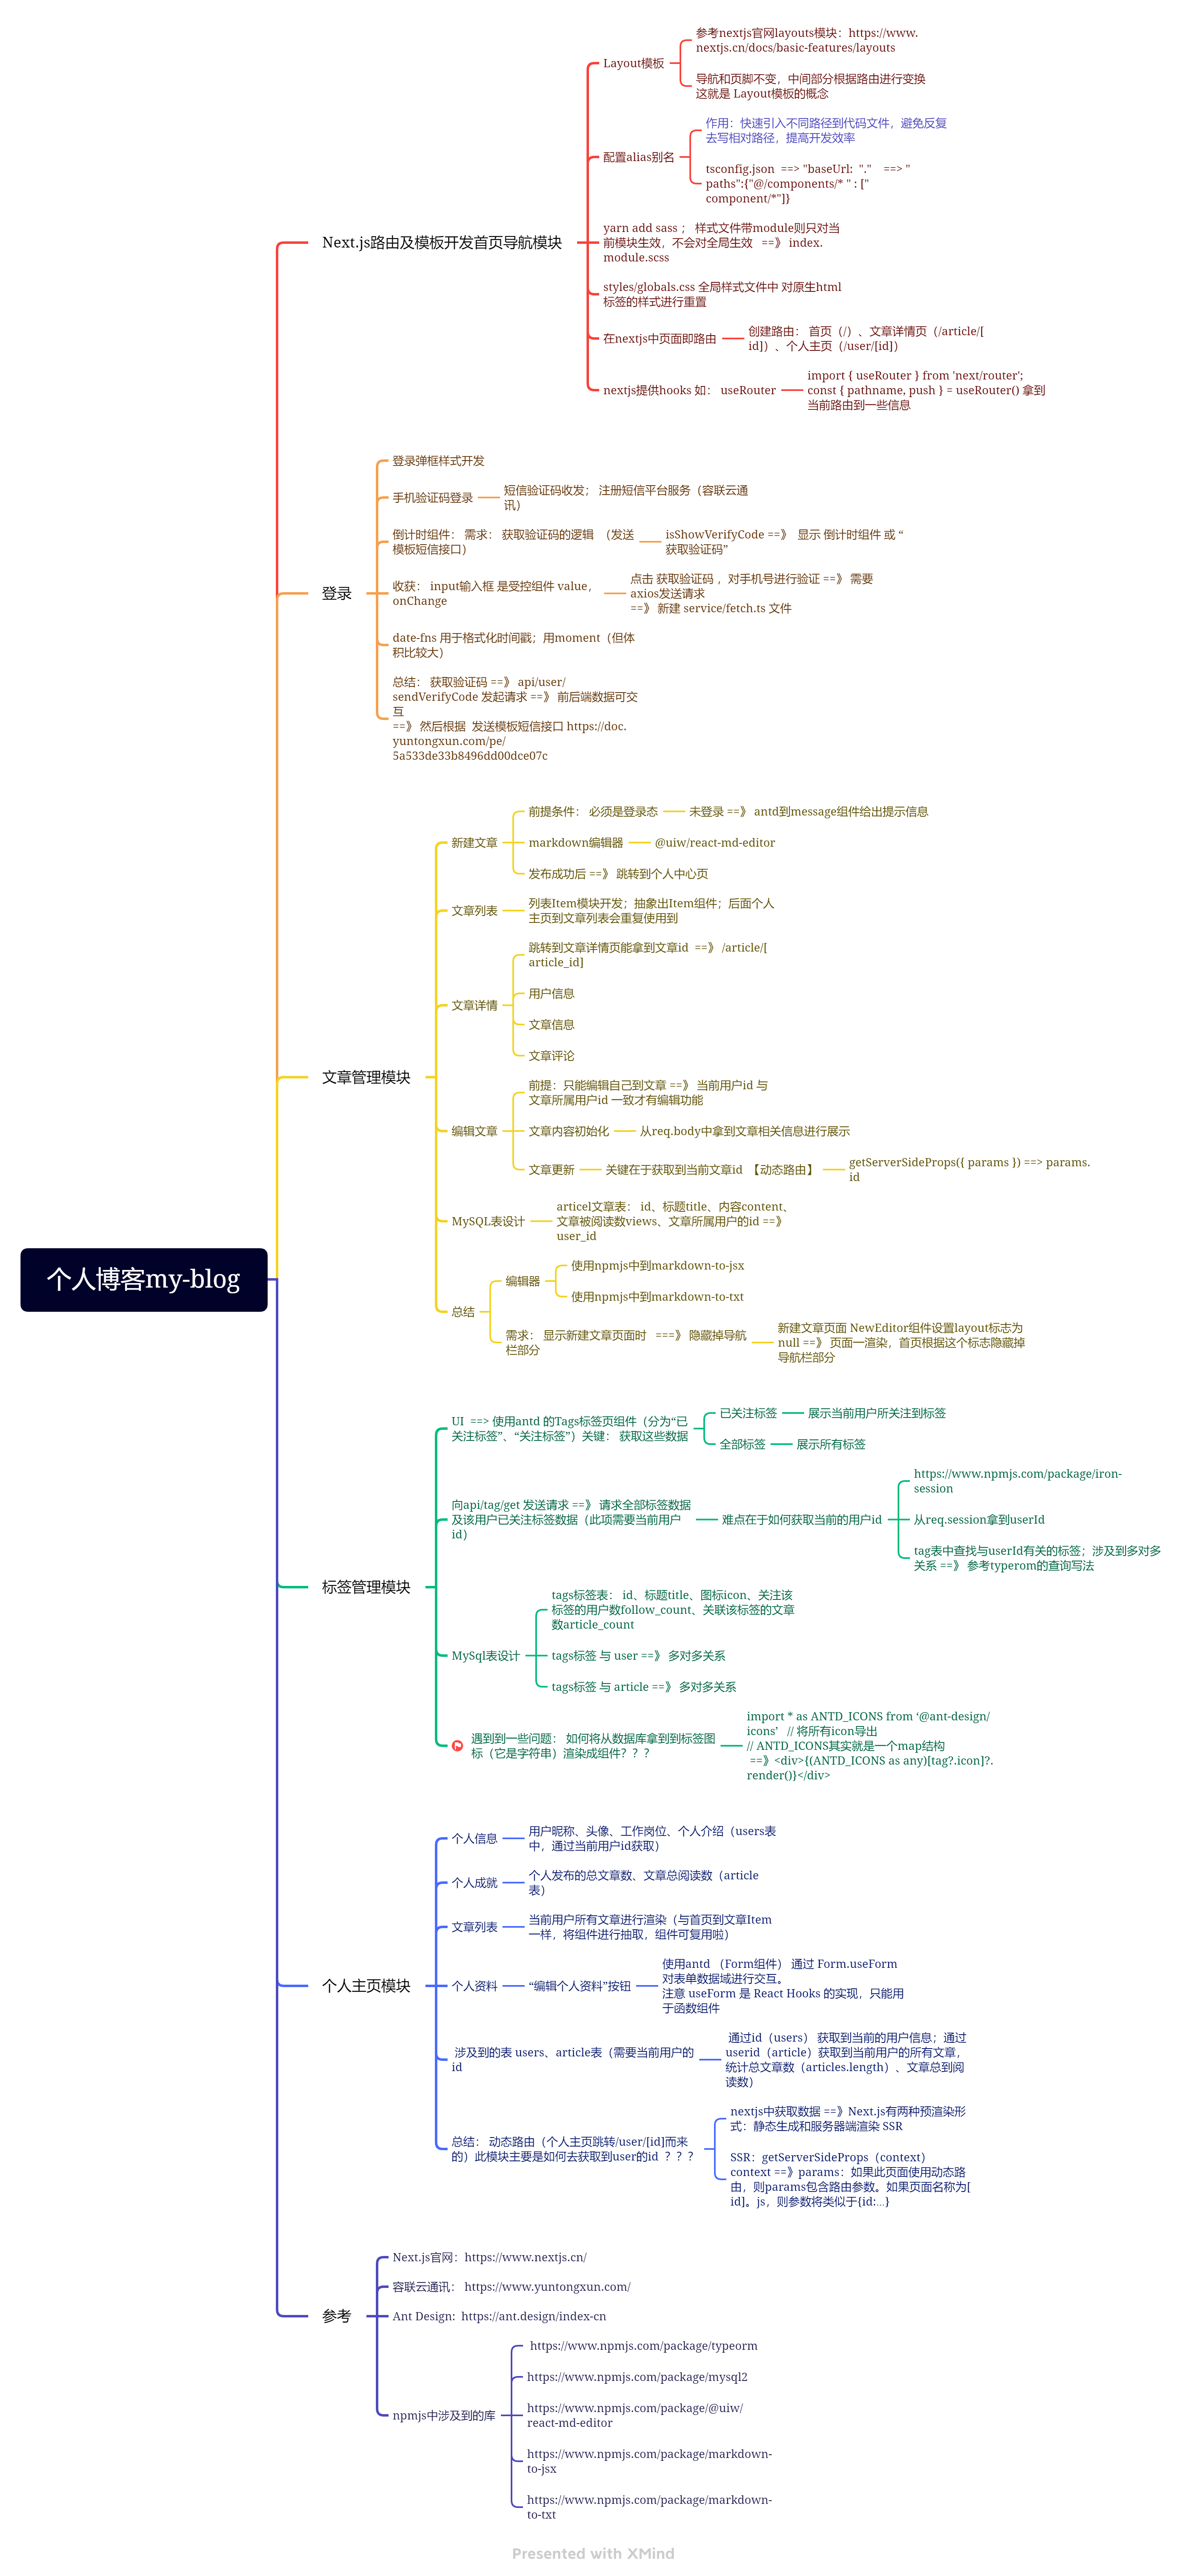 个人博客my-blog
Next.js路由及模板开发首页导航模块
Layout模板
参考nextjs官网layouts模块：https://www.
nextjs.cn/docs/basic-features/layouts
导航和页脚不变，中间部分根据路由进行变换
这就是 Layout模板的概念
配置alias别名
作用：快速引入不同路径到代码文件，避免反复
去写相对路径，提高开发效率
tsconfig.json ==> "baseUrl: "." ==> "
paths":{"@/components/* " : ["
component/*"]}
yarn add sass ； 样式文件带module则只对当
前模块生效，不会对全局生效 ==》 index.
module.scss
styles/globals.css 全局样式文件中 对原生html
标签的样式进行重置
在nextjs中页面即路由
创建路由： 首页（/）、文章详情页（/article/[
id]）、个人主页（/user/[id]）
nextjs提供hooks 如： useRouter
import { useRouter } from 'next/router';
const { pathname, push } = useRouter() 拿到
当前路由到一些信息
登录
登录弹框样式开发
手机验证码登录
短信验证码收发； 注册短信平台服务（容联云通
讯）
倒计时组件： 需求： 获取验证码的逻辑 （发送
模板短信接口）
isShowVerifyCode ==》 显示 倒计时组件 或 “
获取验证码”
收获： input输入框 是受控组件 value，
onChange
点击 获取验证码 ，对手机号进行验证 ==》 需要
axios发送请求
==》 新建 service/fetch.ts 文件
date-fns 用于格式化时间戳；用moment（但体
积比较大）
总结： 获取验证码 ==》 api/user/
sendVerifyCode 发起请求 ==》 前后端数据可交
互
==》 然后根据 发送模板短信接口 https://doc.
yuntongxun.com/pe/
5a533de33b8496dd00dce07c
文章管理模块
新建文章
前提条件： 必须是登录态
未登录 ==》 antd到message组件给出提示信息
markdown编辑器
@uiw/react-md-editor
发布成功后 ==》 跳转到个人中心页
文章列表
列表Item模块开发；抽象出Item组件；后面个人
主页到文章列表会重复使用到
文章详情
跳转到文章详情页能拿到文章id ==》 /article/[
article_id]
用户信息
文章信息
文章评论
编辑文章
前提：只能编辑自己到文章 ==》 当前用户id 与
文章所属用户id 一致才有编辑功能
文章内容初始化
从req.body中拿到文章相关信息进行展示
文章更新
关键在于获取到当前文章id 【动态路由】
getServerSideProps({ params }) ==> params.
id
MySQL表设计
articel文章表： id、标题title、内容content、
文章被阅读数views、文章所属用户的id ==》
user_id
总结
编辑器
使用npmjs中到markdown-to-jsx
使用npmjs中到markdown-to-txt
需求： 显示新建文章页面时 ===》 隐藏掉导航
栏部分
新建文章页面 NewEditor组件设置layout标志为
null ==》 页面一渲染，首页根据这个标志隐藏掉
导航栏部分
标签管理模块
UI ==> 使用antd 的Tags标签页组件（分为“已
关注标签”、“关注标签”）关键： 获取这些数据
已关注标签
展示当前用户所关注到标签
全部标签
展示所有标签
向api/tag/get 发送请求 ==》 请求全部标签数据
及该用户已关注标签数据（此项需要当前用户
id）
难点在于如何获取当前的用户id
https://www.npmjs.com/package/iron-
session
从req.session拿到userId
tag表中查找与userId有关的标签；涉及到多对多
关系 ==》 参考typerom的查询写法
MySql表设计
tags标签表： id、标题title、图标icon、关注该
标签的用户数follow_count、关联该标签的文章
数article_count
tags标签 与 user ==》 多对多关系
tags标签 与 article ==》 多对多关系
遇到到一些问题： 如何将从数据库拿到到标签图
标（它是字符串）渲染成组件？？？
import * as ANTD_ICONS from ‘@ant-design/
icons’ // 将所有icon导出
// ANTD_ICONS其实就是一个map结构
==》<div>{(ANTD_ICONS as any)[tag?.icon]?.
render()}</div>
个人主页模块
个人信息
用户昵称、头像、工作岗位、个人介绍（users表
中，通过当前用户id获取）
个人成就
个人发布的总文章数、文章总阅读数（article
表）
文章列表
当前用户所有文章进行渲染（与首页到文章Item
一样，将组件进行抽取，组件可复用啦）
个人资料
“编辑个人资料”按钮
使用antd （Form组件） 通过 Form.useForm
对表单数据域进行交互。
注意 useForm 是 React Hooks 的实现，只能用
于函数组件
涉及到的表 users、article表（需要当前用户的
id
通过id（users） 获取到当前的用户信息；通过
userid（article）获取到当前用户的所有文章，
统计总文章数（articles.length）、文章总到阅
读数）
总结： 动态路由（个人主页跳转/user/[id]而来
的）此模块主要是如何去获取到user的id ？？？
nextjs中获取数据 ==》Next.js有两种预渲染形
式：静态生成和服务器端渲染 SSR
SSR：getServerSideProps（context）
context ==》params：如果此页面使用动态路
由，则params包含路由参数。如果页面名称为[
id]。js，则参数将类似于{id:...}
参考
Next.js官网：https://www.nextjs.cn/
容联云通讯： https://www.yuntongxun.com/
Ant Design: https://ant.design/index-cn
npmjs中涉及到的库
https://www.npmjs.com/package/typeorm
https://www.npmjs.com/package/mysql2
https://www.npmjs.com/package/@uiw/
react-md-editor
https://www.npmjs.com/package/markdown-
to-jsx
https://www.npmjs.com/package/markdown-
to-txt
Presented with XMind